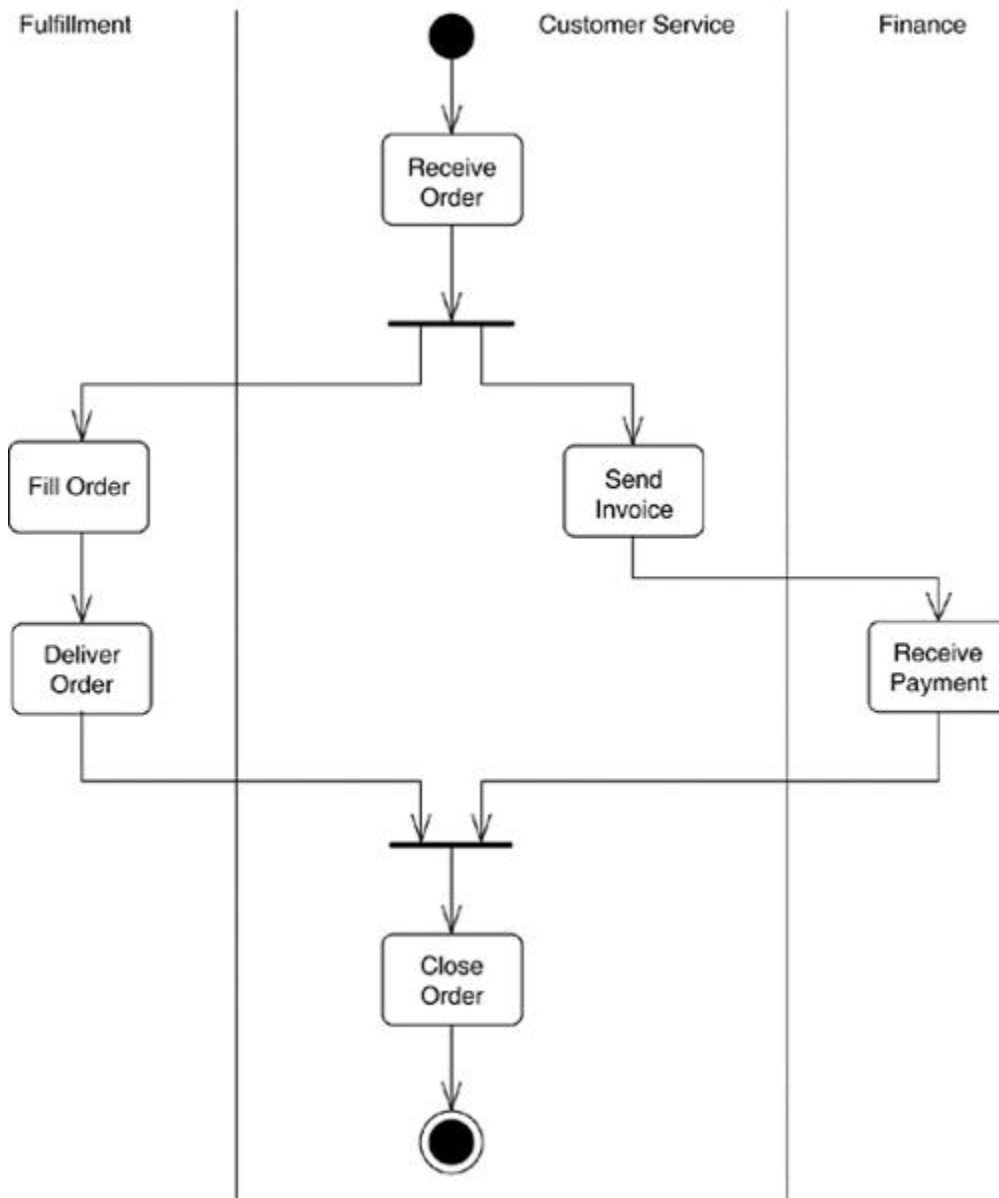 Fulfillment
Customer Service
Finance
Receive
Order
Fill Order
Send
Invoice
Deliver
Order
Receive
Payment
Close
Order